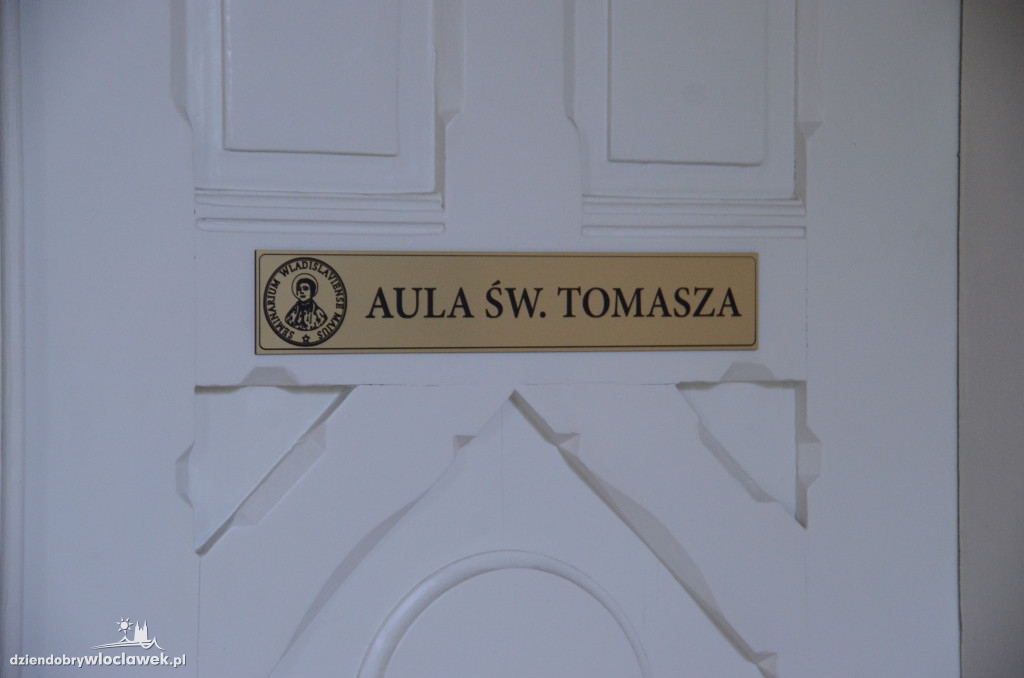 SEMINARIUM WLADISLAVIENSE MAIUS
AULA ŚW. TOMASZA
dziendobrywloclawek.pl